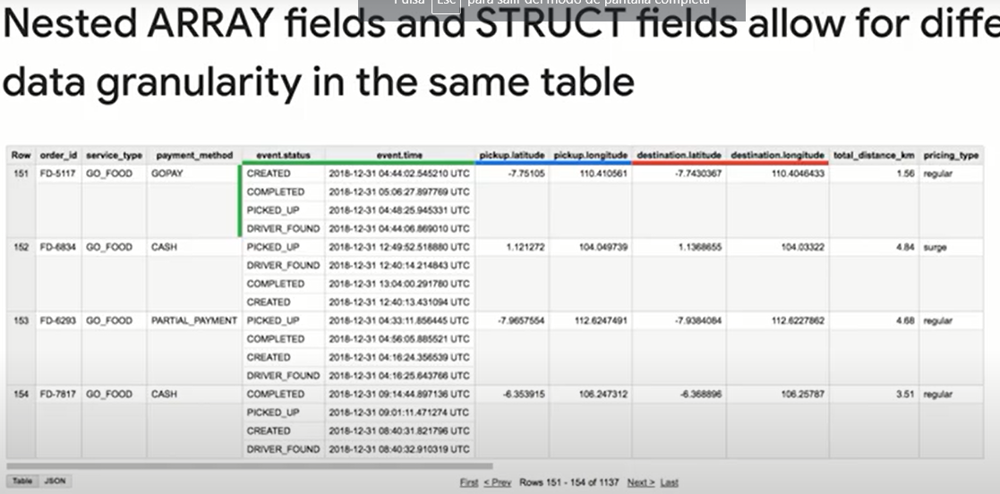 Pulsa Esc para salir del modo de pantalla completa
Nested ARRAY fields and STRUCT fields allow for diffe
data granularity in the same table
Row order_id service_type payment_method event.status event.time pickup.latitude pickup.longitude destination.latitude destination.longitude total_distance_km pricing_type
151 FD-5117 GO_FOOD GOPAY CREATED 2018-12-31 04:44:02.545210 UTC -7.75105 110.410561 -7.7430367 110.4046433 1.56 regular
COMPLETED 2018-12-31 05:06:27.897769 UTC
PICKED_UP 2018-12-31 04:48:25.945331 UTC
DRIVER_FOUND 2018-12-31 04:44:06.869010 UTC
152 FD-6834 GO_FOOD CASH PICKED_UP 2018-12-31 12:49:52.518880 UTC 1.121272 104.049739 1.1368655 104.03322 4.84 surge
DRIVER_FOUND 2018-12-31 12:40:14.214843 UTC
COMPLETED 2018-12-31 13:04:00.291780 UTC
CREATED 2018-12-31 12:40:13.431094 UTC
153 FD-6293 GO_FOOD PARTIAL_PAYMENT PICKED_UP 2018-12-31 04:33:11.856445 UTC -7.9657554 112.6247491 -7.9384084 112.6227862 4.68 regular
COMPLETED 2018-12-31 04:56:05.885521 UTC
CREATED 2018-12-31 04:16:24.356539 UTC
DRIVER_FOUND 2018-12-31 04:16:25.643766 UTC
154 FD-7817 GO_FOOD CASH COMPLETED 2018-12-31 09:14:44.897136 UTC -6.353915 106.247312 -6.368896 106.25787 3.51 regular
PICKED_UP 2018-12-31 09:01:11.471274 UTC
CREATED 2018-12-31 08:40:31.821796 UTC
DRIVER_FOUND 2018-12-31 08:40:32.910319 UTC
Table JSON First < Prev Rows 151 - 154 of 1137 Next > Last